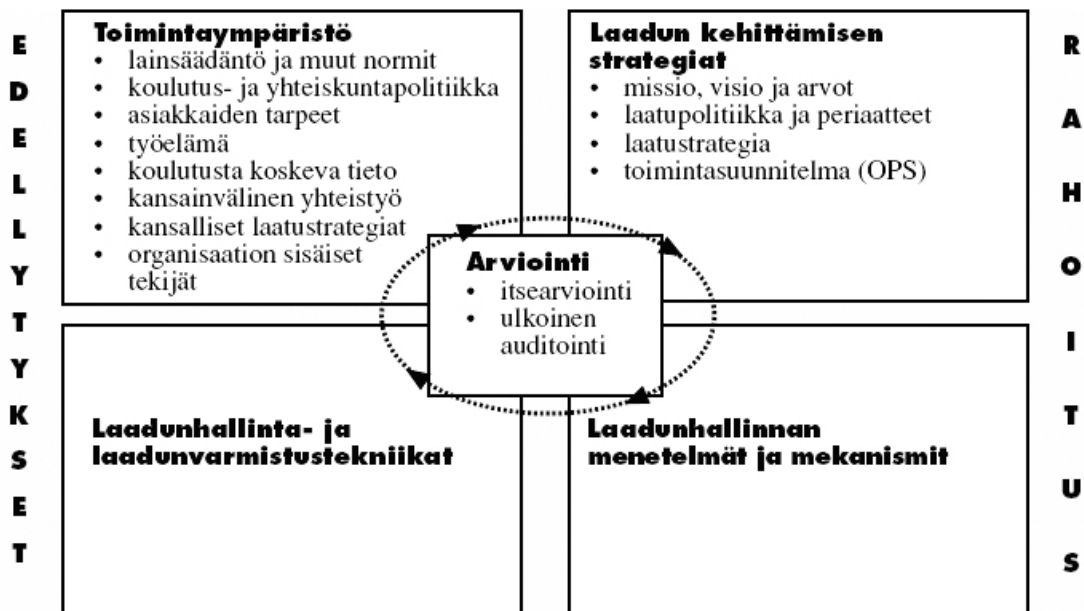 EDELLYTYKSET
Toimintaympäristö
• lainsäädäntö ja muut normit
• koulutus- ja yhteiskuntapolitiikka
• asiakkaiden tarpeet
• työelämä
• koulutusta koskeva tieto
• kansainvälinen yhteistyö
• kansalliset laatustrategiat
• organisaation sisäiset
tekijät
Laadun kehittämisen
strategiat
• missio, visio ja arvot
• laatupolitiikka ja periaatteet
• laatustrategia
• toimintasuunnitelma (OPS)
Arviointi
• itsearviointi
• ulkoinen
auditointi
Laadunhallinta- ja
laadunvarmistustekniikat
Laadunhallinnan
menetelmät ja mekanismit
RAHOITUS